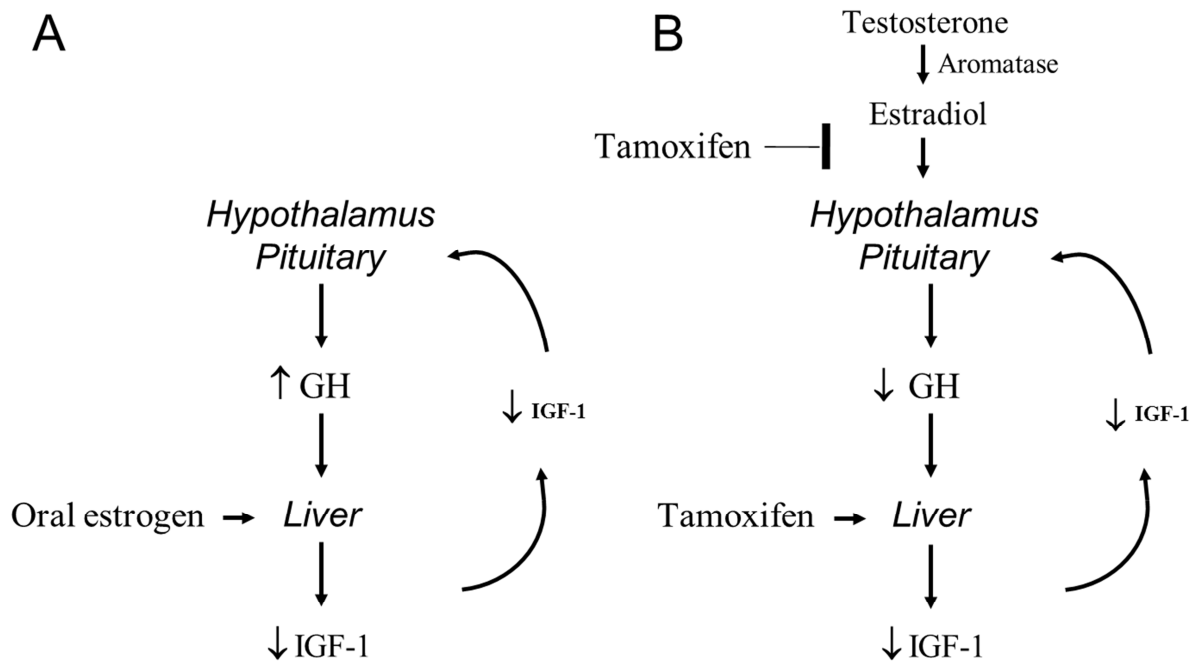 A
Hypothalamus
Pituitary
↑ GH
↓ IGF-1
Oral estrogen
Liver
↓ IGF-1
B
Testosterone
Aromatase
Estradiol
Tamoxifen
Hypothalamus
Pituitary
↓ GH
↓ IGF-1
Tamoxifen
Liver
↓ IGF-1